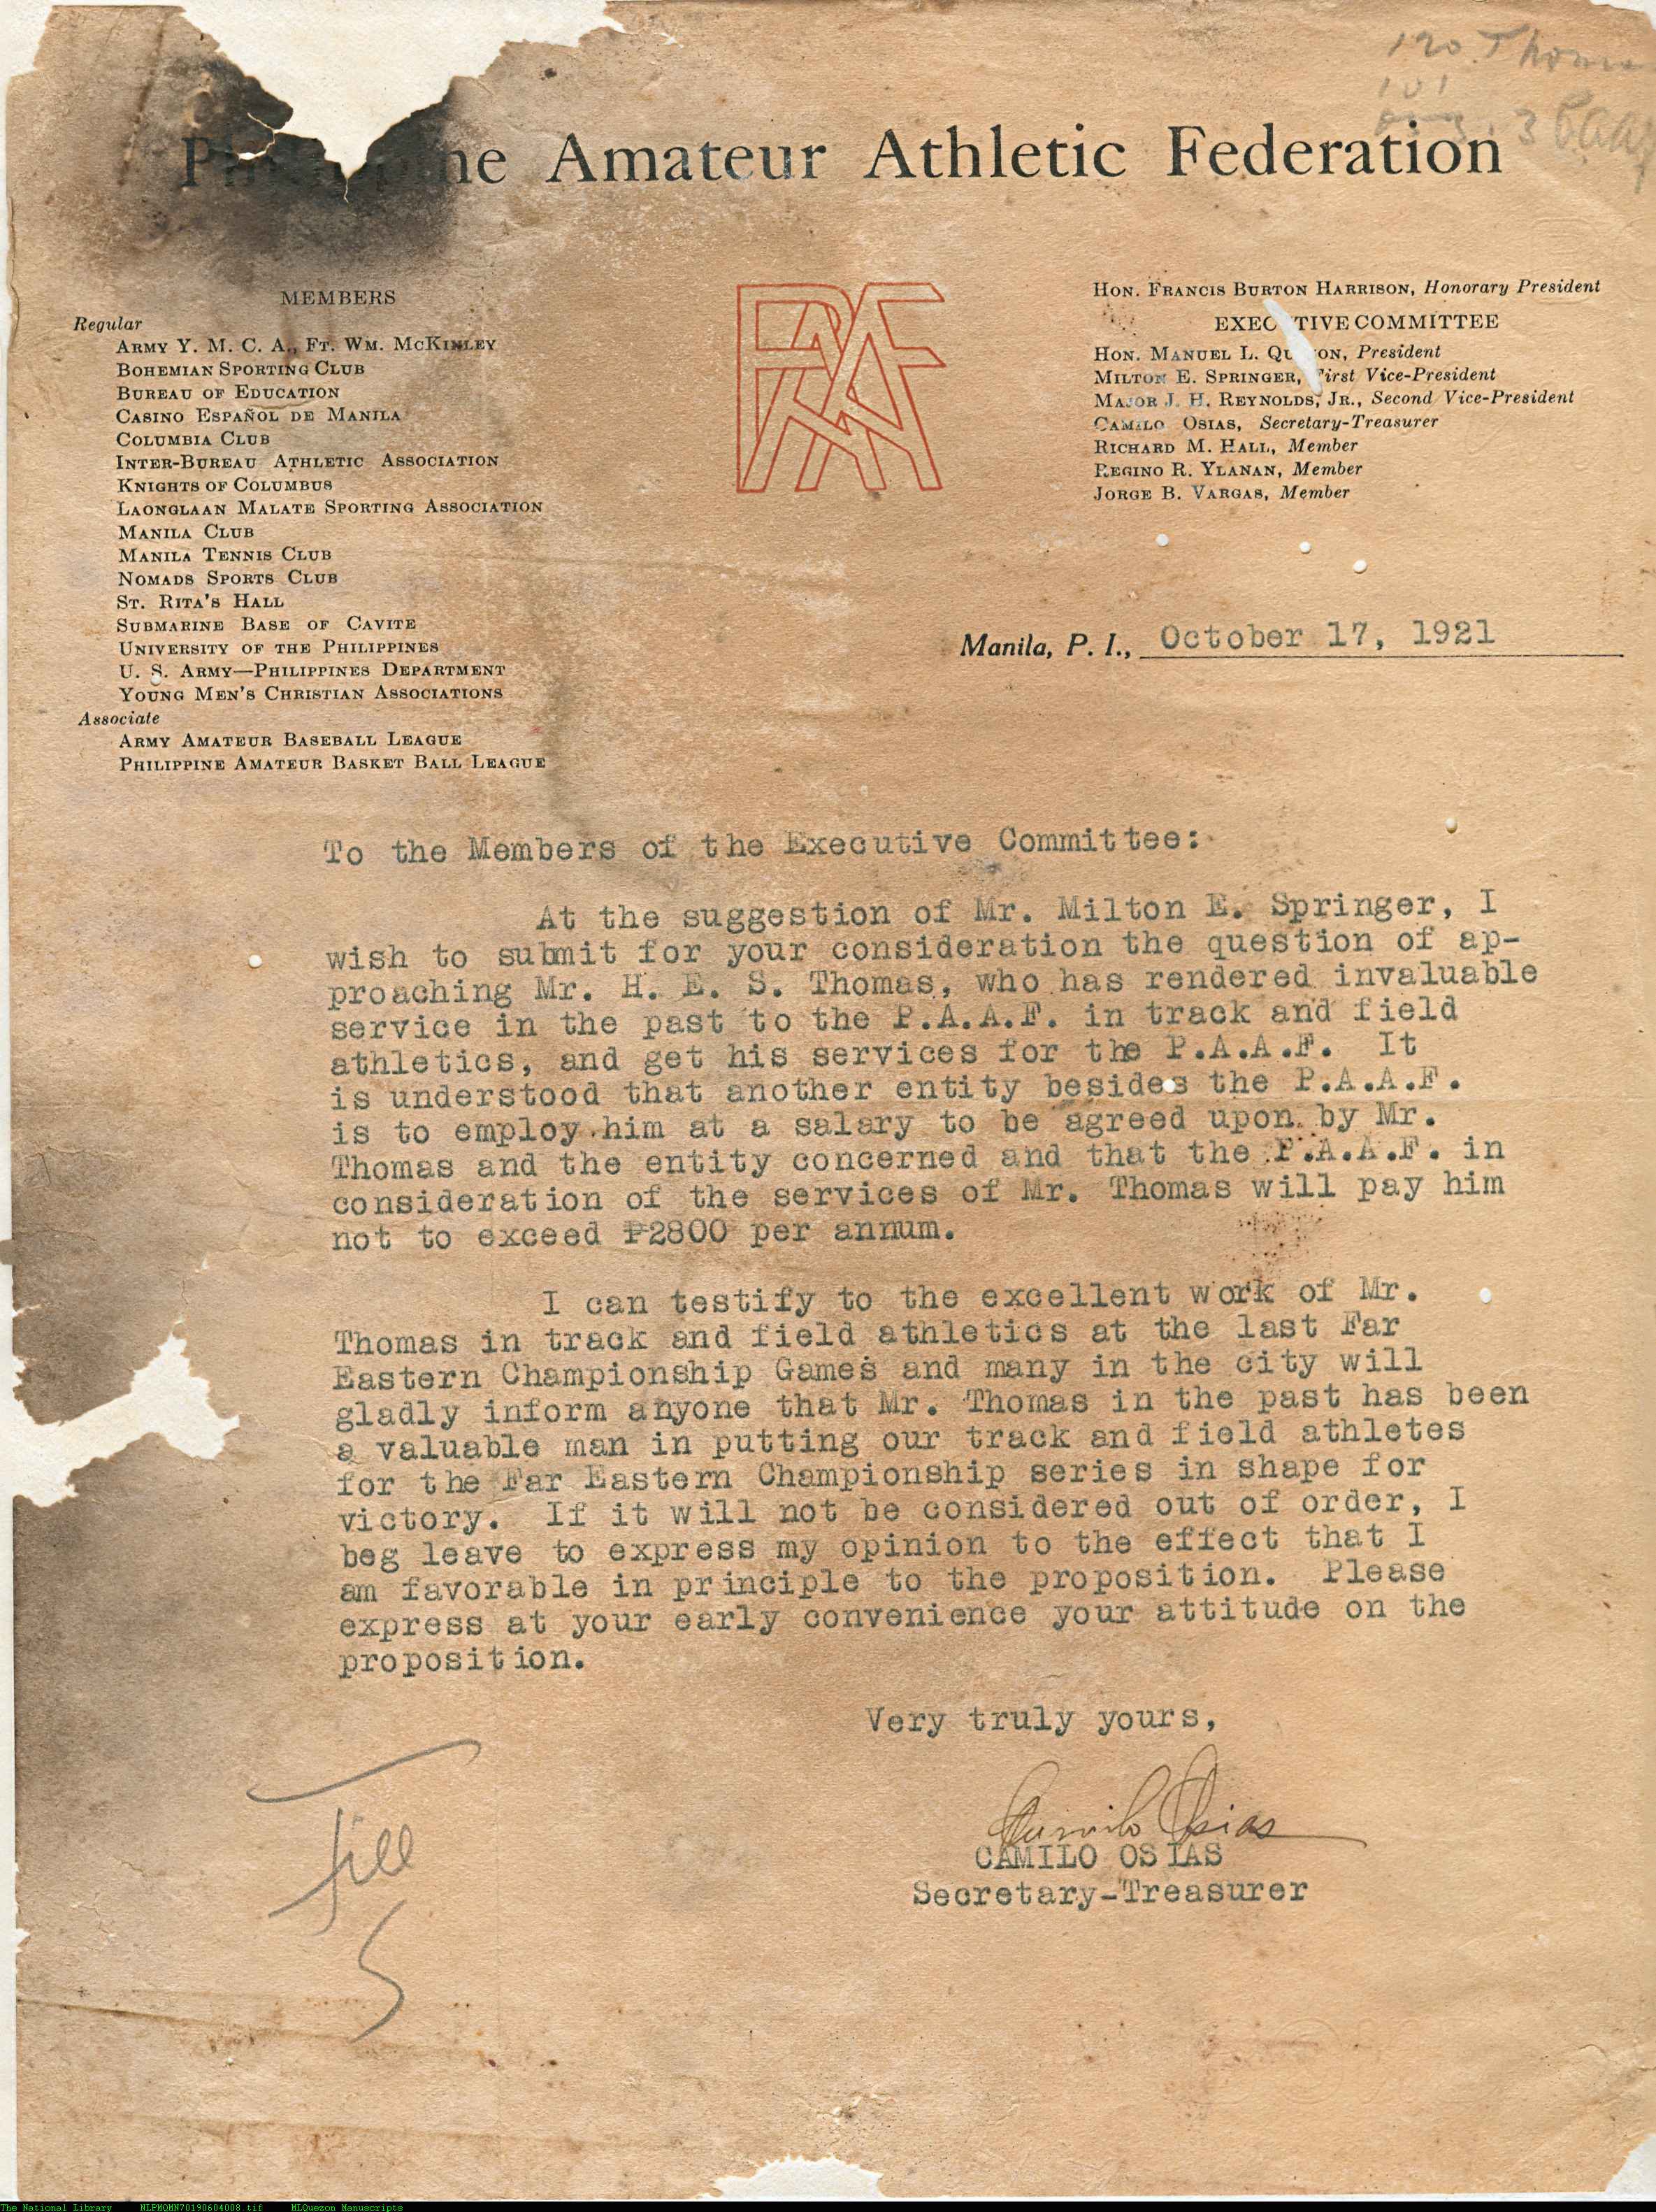 120 Thomas
101
3
Philippine Amateur Athletic Federation
MEMBERS
Regular
ARMY Y. M. C. A., FT. WM. MCKINLEY
BOHEMIAN SPORTING CLUB
BUREAU OF EDUCATION
CASINO ESPAÑOL DE MANILA
COLUMBIA CLUB
INTER-BUREAU ATHLETIC ASSOCIATION
KNIGHTS OF COLUMBUS
LAONGLAAN MALATE SPORTING ASSOCIATION
MANILA CLUB
MANILA TENNIS CLUB
NOMADS SPORTS CLUB
ST. RITA'S HALL
SUBMARINE BASE OF CAVITE
UNIVERSITY OF THE PHILIPPINES
U. S. ARMY—PHILIPPINES DEPARTMENT
YOUNG MEN'S CHRISTIAN ASSOCIATIONS
Associate
ARMY AMATEUR BASEBALL LEAGUE
PHILIPPINE AMATEUR BASKET BALL LEAGUE
PAAF
HON. FRANCIS BURTON HARRISON, Honorary President
EXECUTIVE COMMITTEE
HON. MANUEL L. QUEZON, President
MILTON E. SPRINGER, First Vice-President
MAJOR J. H. REYNOLDS, JR., Second Vice-President
CAMILO OSIAS, Secretary-Treasurer
RICHARD M. HALL, Member
REGINO R. YLANAN, Member
JORGE B. VARGAS, Member
Manila, P. I., October 17, 1921
To the Members of the Executive Committee:
At the suggestion of Mr. Milton E. Springer, I
wish to submit for your consideration the question of ap-
proaching Mr. H. E. S. Thomas, who has rendered invaluable
service in the past to the P.A.A.F. in track and field
athletics, and get his services for the P.A.A.F. It
is understood that another entity besides the P.A.A.F.
is to employ him at a salary to be agreed upon by Mr.
Thomas and the entity concerned and that the P.A.A.F. in
consideration of the services of Mr. Thomas will pay him
not to exceed ₱2800 per annum.
I can testify to the excellent work of Mr.
Thomas in track and field athletics at the last Far
Eastern Championship Games and many in the city will
gladly inform anyone that Mr. Thomas in the past has been
a valuable man in putting our track and field athletes
for the Far Eastern Championship series in shape for
victory. If it will not be considered out of order, I
beg leave to express my opinion to the effect that I
am favorable in principle to the proposition. Please
express at your early convenience your attitude on the
proposition.
Very truly yours,
Camilo Osias
CAMILO OSIAS
Secretary-Treasurer
File
S
The National Library NLPMQMN70190604008.tif MLQuezon Manuscripts